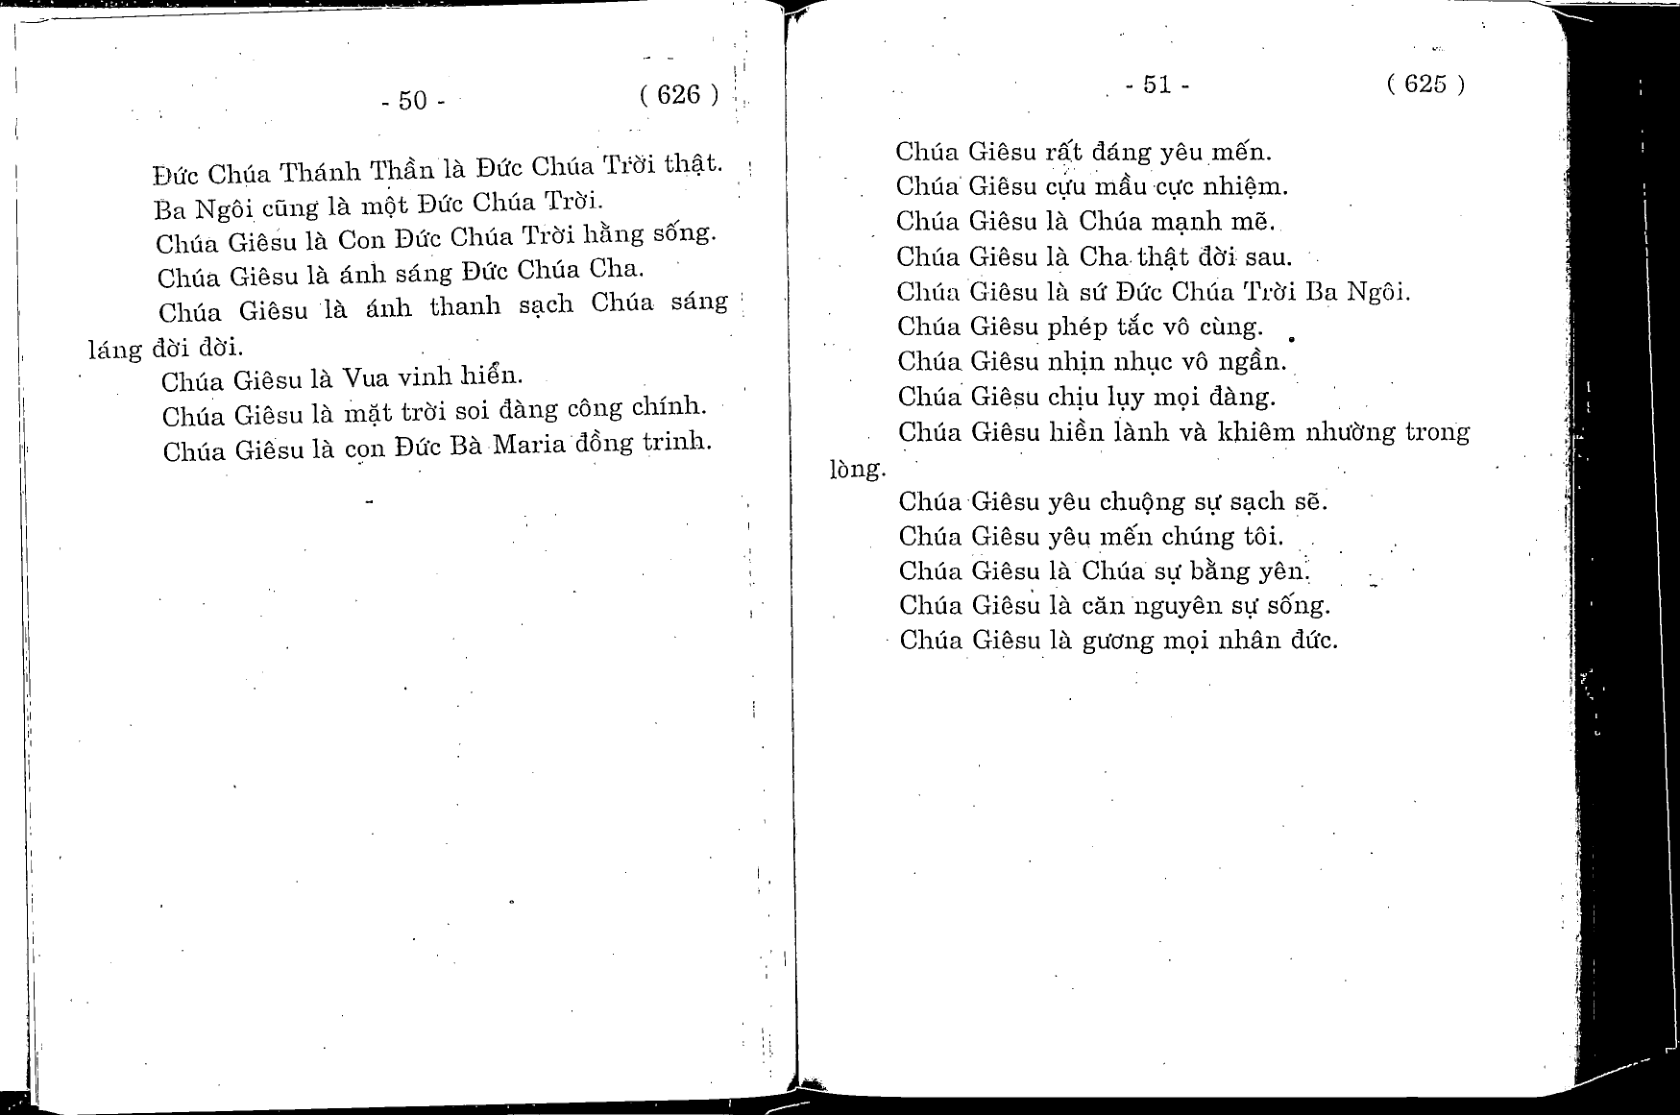 - 50 -
( 626 )
Đức Chúa Thánh Thần là Đức Chúa Trời thật.
Ba Ngôi cũng là một Đức Chúa Trời.
Chúa Giêsu là Con Đức Chúa Trời hằng sống.
Chúa Giêsu là ánh sáng Đức Chúa Cha.
Chúa Giêsu là ánh thanh sạch Chúa sáng
láng đời đời.
Chúa Giêsu là Vua vinh hiển.
Chúa Giêsu là mặt trời soi đàng công chính.
Chúa Giêsu là con Đức Bà Maria đồng trinh.
- 51 -
( 625 )
Chúa Giêsu rất đáng yêu mến.
Chúa Giêsu cựu mầu cực nhiệm.
Chúa Giêsu là Chúa mạnh mẽ.
Chúa Giêsu là Cha thật đời sau.
Chúa Giêsu là sứ Đức Chúa Trời Ba Ngôi.
Chúa Giêsu phép tắc vô cùng.
Chúa Giêsu nhịn nhục vô ngần.
Chúa Giêsu chịu lụy mọi đàng.
Chúa Giêsu hiền lành và khiêm nhường trong
lòng.
Chúa Giêsu yêu chuộng sự sạch sẽ.
Chúa Giêsu yêu mến chúng tôi.
Chúa Giêsu là Chúa sự bằng yên.
Chúa Giêsu là căn nguyên sự sống.
Chúa Giêsu là gương mọi nhân đức.